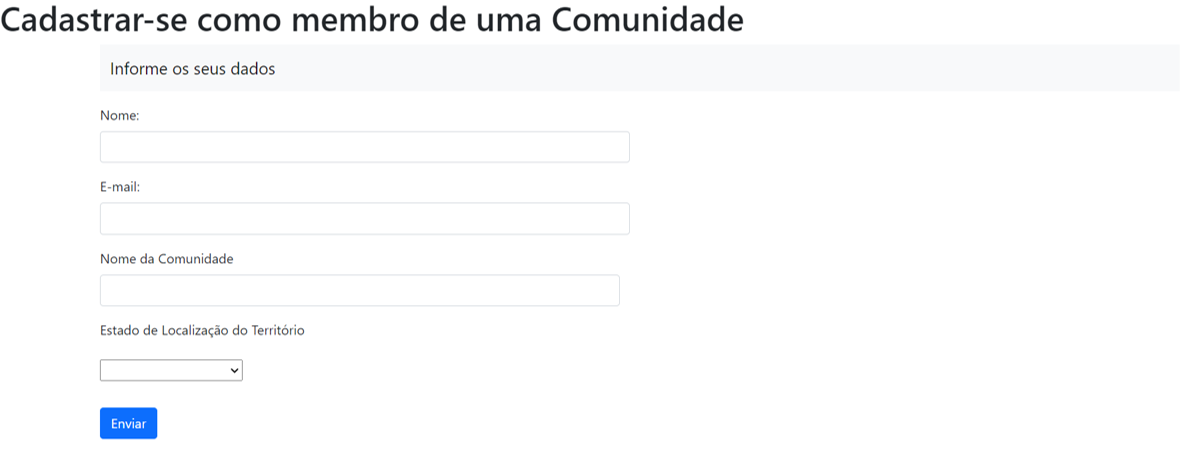 Cadastrar-se como membro de uma Comunidade
Informe os seus dados
Nome:
E-mail:
Nome da Comunidade
Estado de Localização do Território
Enviar